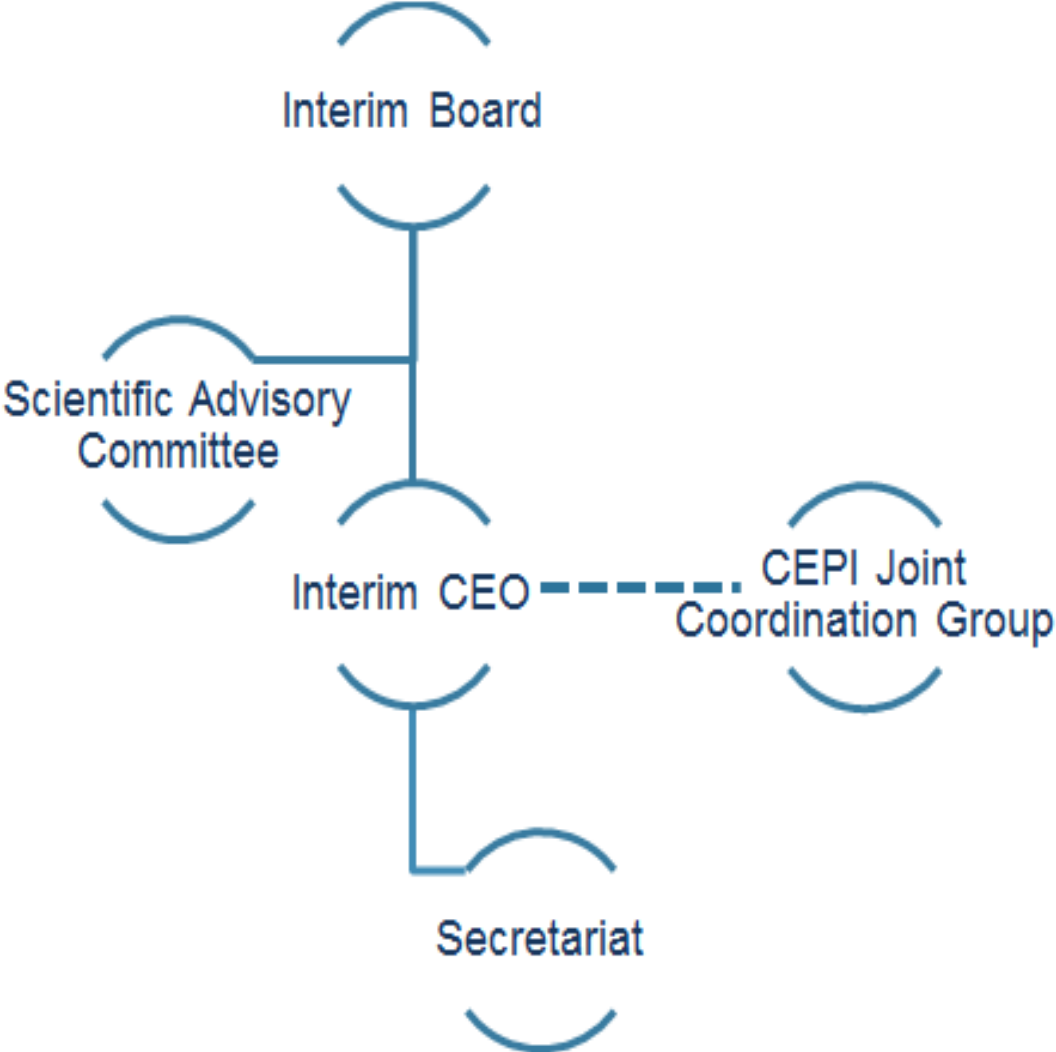 Interim Board
Scientific Advisory
Committee
Interim CEO
CEPI Joint
Coordination Group
Secretariat